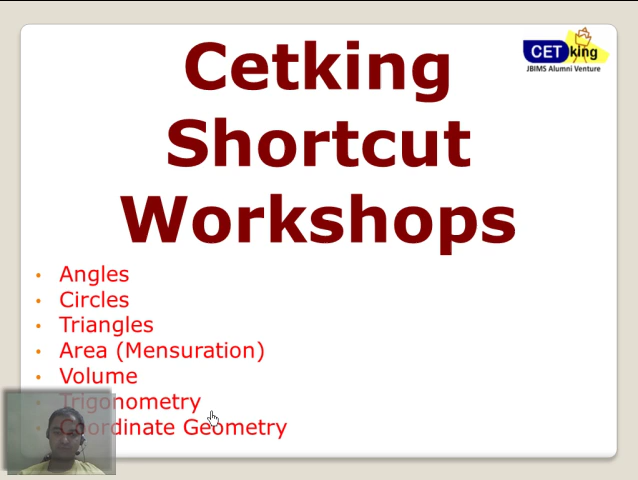 Cetking
CET king
JBIMS Alumni Venture
Shortcut
Workshops
• Angles
• Circles
• Triangles
• Area (Mensuration)
• Volume
• Trigonometry
• Coordinate Geometry